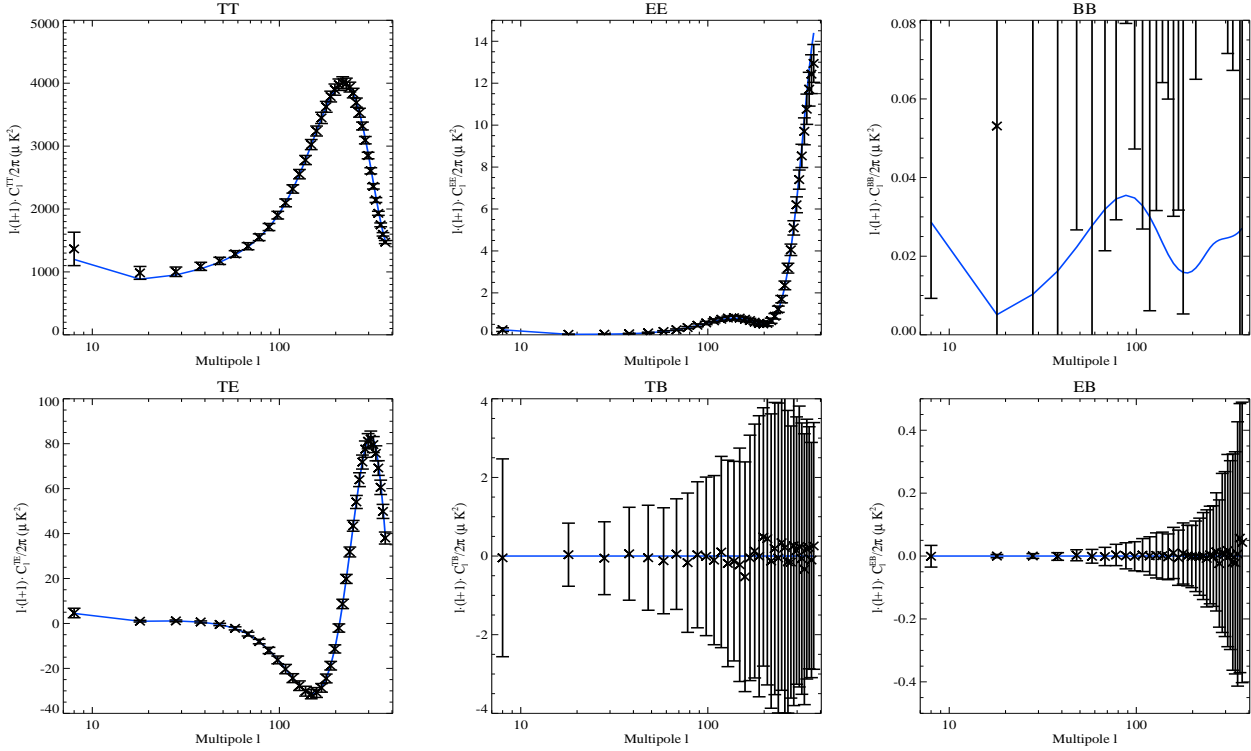 TT
5000
4000
3000
2000
1000
0
l·(l+1)· C_l^TT/2π (μ K²)
10 100
Multipole l
EE
14
12
10
8
6
4
2
0
l·(l+1)· C_l^EE/2π (μ K²)
10 100
Multipole l
BB
0.08
0.06
0.04
0.02
0.00
l·(l+1)· C_l^BB/2π (μ K²)
10 100
Multipole l
TE
100
80
60
40
20
0
-20
-40
l·(l+1)· C_l^TE/2π (μ K²)
10 100
Multipole l
TB
4
2
0
-2
-4
l·(l+1)· C_l^TB/2π (μ K²)
10 100
Multipole l
EB
0.4
0.2
0.0
-0.2
-0.4
l·(l+1)· C_l^EB/2π (μ K²)
10 100
Multipole l